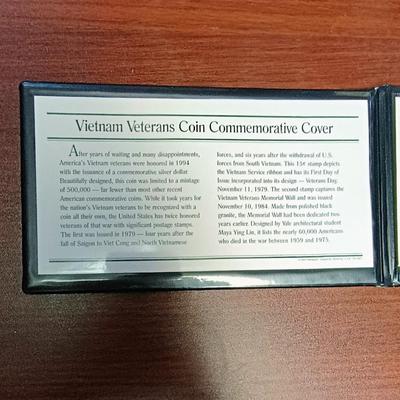 Vietnam Veterans Coin Commemorative Cover
After years of waiting and many disappointments,
America's Vietnam veterans were honored in 1994
with the issuance of a commemorative silver dollar
Beautifully designed, this coin was limited to a mintage
of 500,000 — far fewer than most other recent
American commemorative coins. While it took years for
the nation's Vietnam veterans to be recognized with a
coin all their own, the United States has twice honored
veterans of that war with significant postage stamps.
The first was issued in 1979 — four years after the
fall of Saigon to Viet Cong and North Vietnamese
forces, and six years after the withdrawal of U.S.
forces from South Vietnam. This 15¢ stamp depicts
the Vietnam Service ribbon and has its First Day of
Issue incorporated into its design — Veterans Day,
November 11, 1979. The second stamp captures the
Vietnam Veterans Memorial Wall and was issued
November 10, 1984. Made from polished black
granite, the Memorial Wall had been dedicated two
years earlier. Designed by Yale architectural student
Maya Ying Lin, it lists the nearly 60,000 Americans
who died in the war between 1959 and 1975.